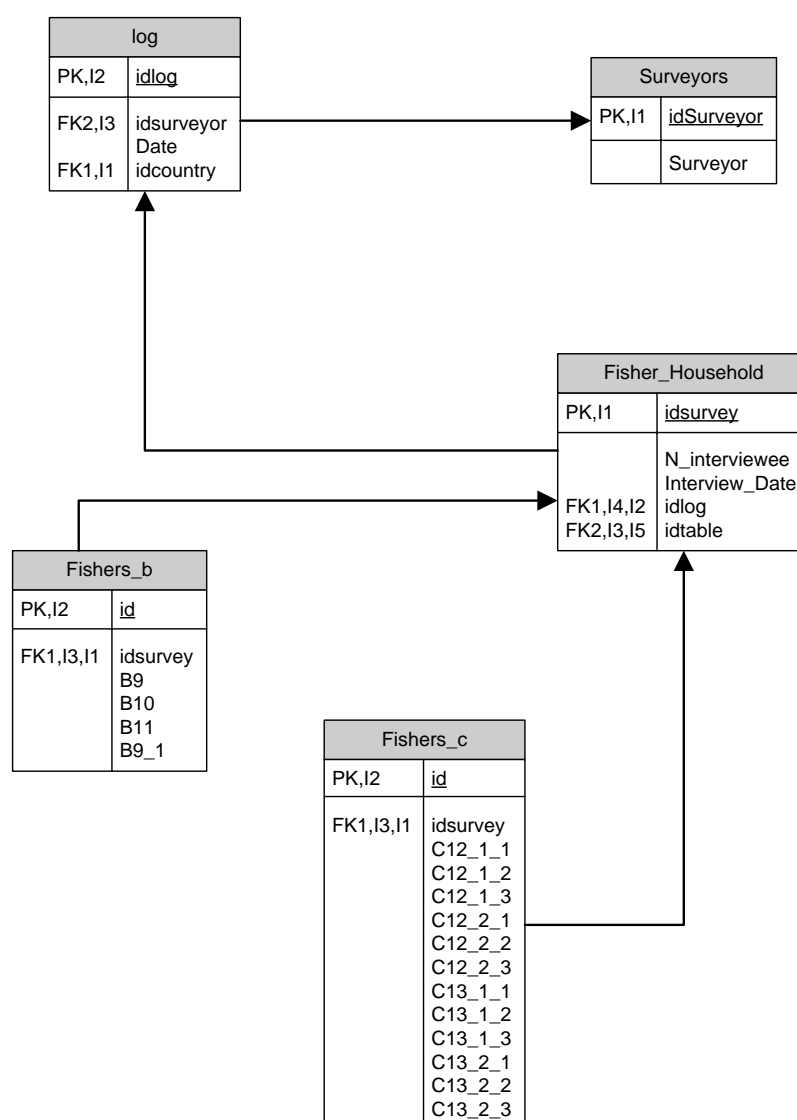 log
PK,I2 idlog
FK2,I3 idsurveyor
Date
FK1,I1 idcountry
Surveyors
PK,I1 idSurveyor
Surveyor
Fisher_Household
PK,I1 idsurvey
N_interviewee
Interview_Date
FK1,I4,I2 idlog
FK2,I3,I5 idtable
Fishers_b
PK,I2 id
FK1,I3,I1 idsurvey
B9
B10
B11
B9_1
Fishers_c
PK,I2 id
FK1,I3,I1 idsurvey
C12_1_1
C12_1_2
C12_1_3
C12_2_1
C12_2_2
C12_2_3
C13_1_1
C13_1_2
C13_1_3
C13_2_1
C13_2_2
C13_2_3